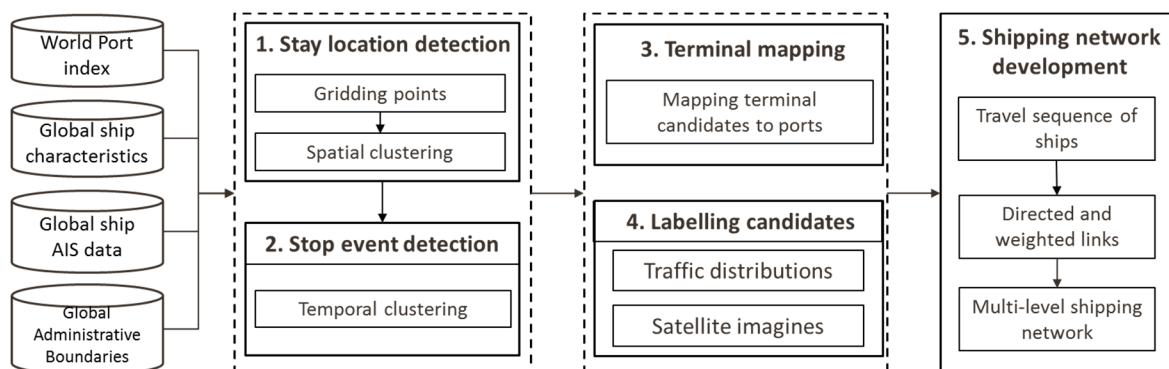 World Port
index
Global ship
characteristics
Global ship
AIS data
Global
Administrative
Boundaries
1. Stay location detection
Gridding points
Spatial clustering
2. Stop event detection
Temporal clustering
3. Terminal mapping
Mapping terminal
candidates to ports
4. Labelling candidates
Traffic distributions
Satellite imagines
5. Shipping network
development
Travel sequence of
ships
Directed and
weighted links
Multi-level shipping
network